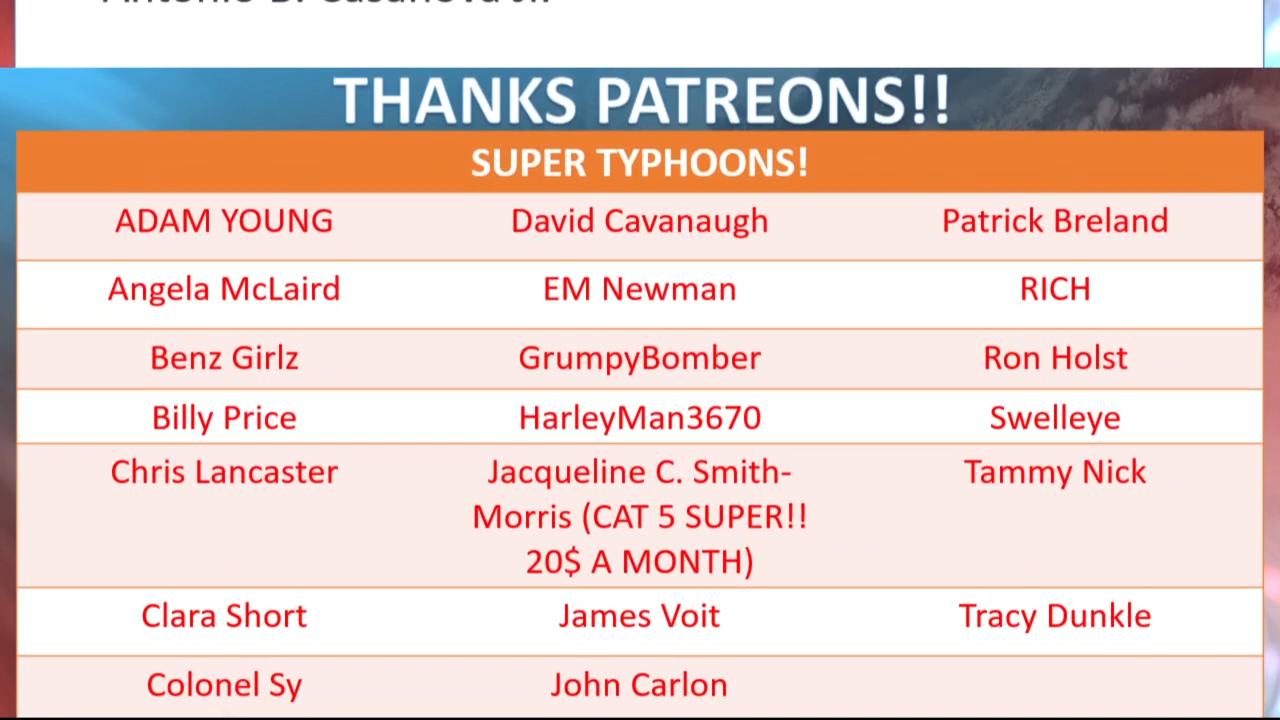 THANKS PATREONS!!
SUPER TYPHOONS!
ADAM YOUNG David Cavanaugh Patrick Breland
Angela McLaird EM Newman RICH
Benz Girlz GrumpyBomber Ron Holst
Billy Price HarleyMan3670 Swelleye
Chris Lancaster Jacqueline C. Smith- Tammy Nick
Morris (CAT 5 SUPER!!
20$ A MONTH)
Clara Short James Voit Tracy Dunkle
Colonel Sy John Carlon